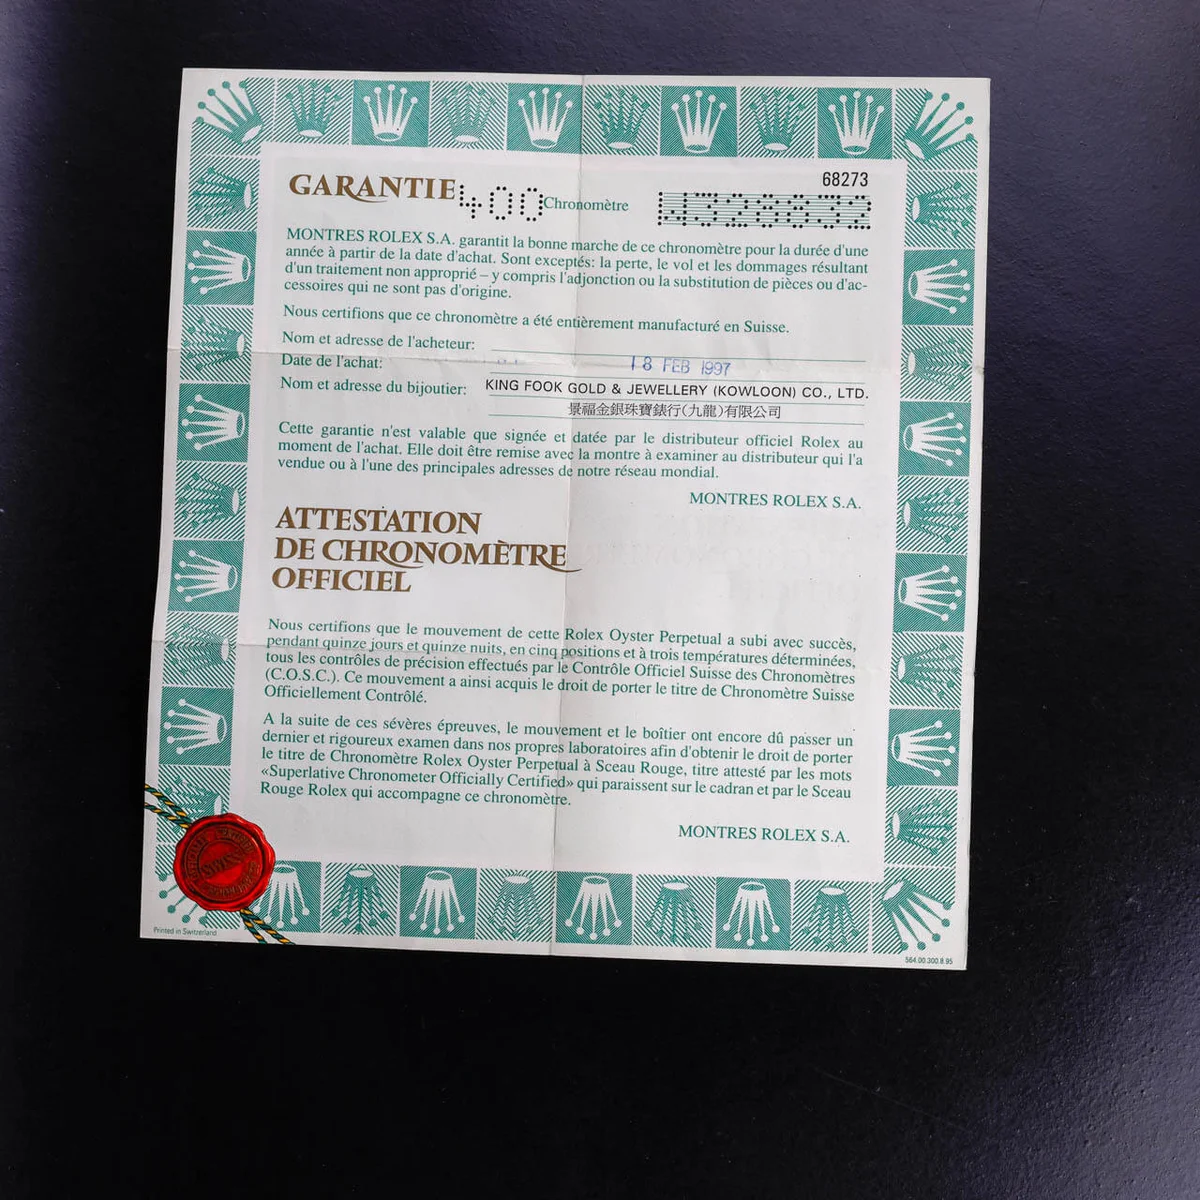 68273
GARANTIE 400 Chronomètre W328832
MONTRES ROLEX S.A. garantit la bonne marche de ce chronomètre pour la durée d'une
année à partir de la date d'achat. Sont exceptés: la perte, le vol et les dommages résultant
d'un traitement non approprié – y compris l'adjonction ou la substitution de pièces ou d'ac-
cessoires qui ne sont pas d'origine.
Nous certifions que ce chronomètre a été entièrement manufacturé en Suisse.
Nom et adresse de l'acheteur:
Date de l'achat: 18 FEB 1997
Nom et adresse du bijoutier: KING FOOK GOLD & JEWELLERY (KOWLOON) CO., LTD.
景福金銀珠寶錶行(九龍)有限公司
Cette garantie n'est valable que signée et datée par le distributeur officiel Rolex au
moment de l'achat. Elle doit être remise avec la montre à examiner au distributeur qui l'a
vendue ou à l'une des principales adresses de notre réseau mondial.
MONTRES ROLEX S.A.
ATTESTATION
DE CHRONOMÈTRE
OFFICIEL
Nous certifions que le mouvement de cette Rolex Oyster Perpetual a subi avec succès,
pendant quinze jours et quinze nuits, en cinq positions et à trois températures déterminées,
tous les contrôles de précision effectués par le Contrôle Officiel Suisse des Chronomètres
(C.O.S.C.). Ce mouvement a ainsi acquis le droit de porter le titre de Chronomètre Suisse
Officiellement Contrôlé.
A la suite de ces sévères épreuves, le mouvement et le boîtier ont encore dû passer un
dernier et rigoureux examen dans nos propres laboratoires afin d'obtenir le droit de porter
le titre de Chronomètre Rolex Oyster Perpetual à Sceau Rouge, titre attesté par les mots
«Superlative Chronometer Officially Certified» qui paraissent sur le cadran et par le Sceau
Rouge Rolex qui accompagne ce chronomètre.
MONTRES ROLEX S.A.
SWISS
Printed in Switzerland
564.00.300.8.95